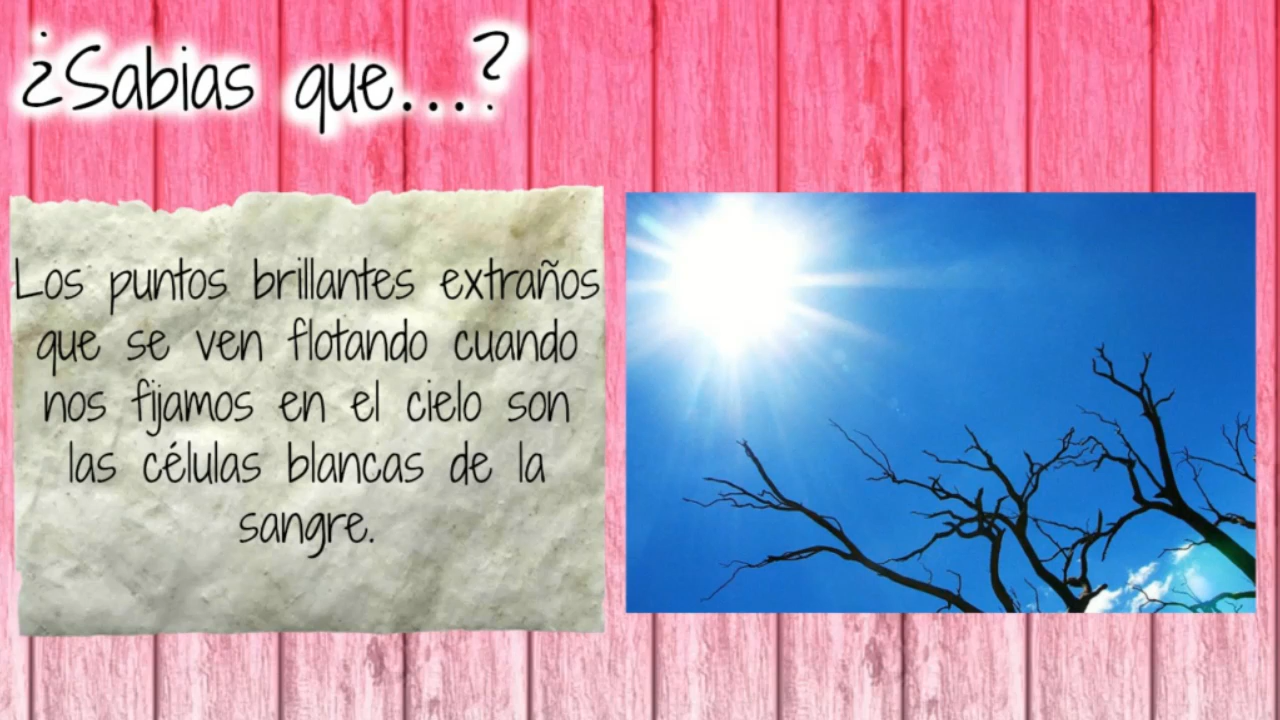 ¿Sabias que...?
Los puntos brillantes extraños
que se ven flotando cuando
nos fijamos en el cielo son
las células blancas de la
sangre.